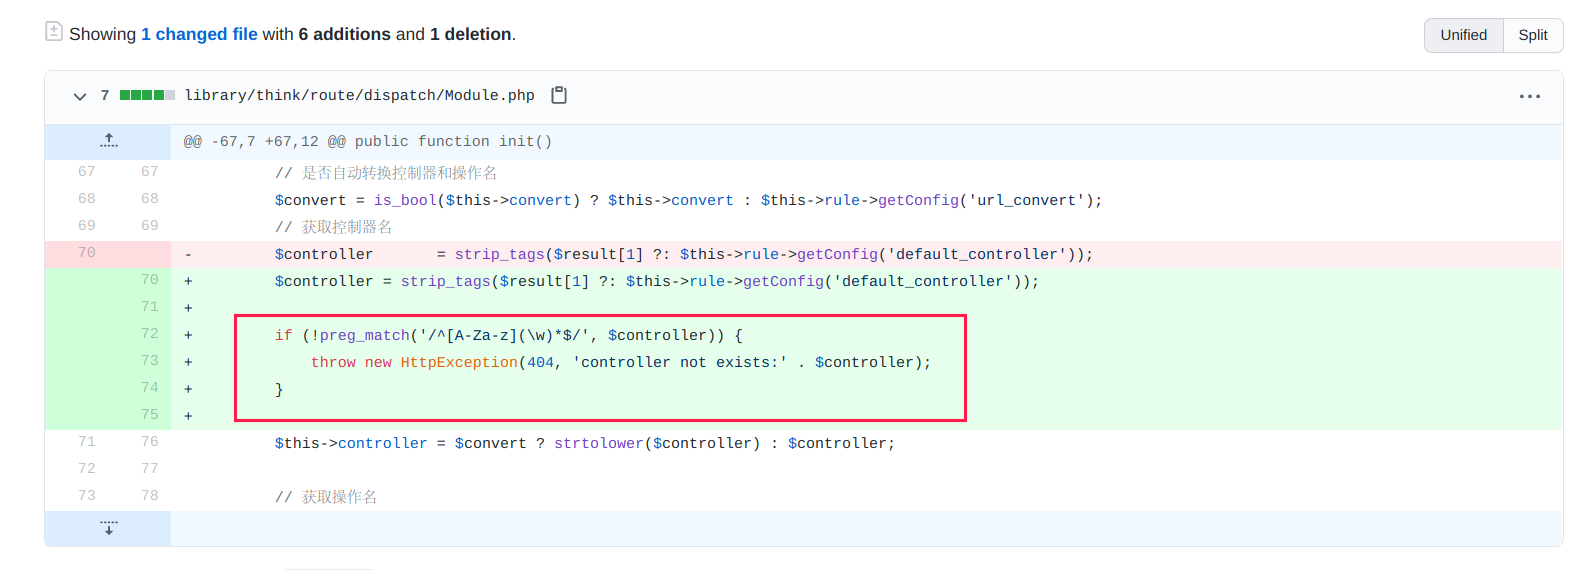 Showing 1 changed file with 6 additions and 1 deletion.
Unified Split
7 library/think/route/dispatch/Module.php
@@ -67,7 +67,12 @@ public function init()
67 67 // 是否自动转换控制器和操作名
68 68 $convert = is_bool($this->convert) ? $this->convert : $this->rule->getConfig('url_convert');
69 69 // 获取控制器名
70 - $controller = strip_tags($result[1] ?: $this->rule->getConfig('default_controller'));
70 + $controller = strip_tags($result[1] ?: $this->rule->getConfig('default_controller'));
71 +
72 + if (!preg_match('/^[A-Za-z](\w)*$/', $controller)) {
73 + throw new HttpException(404, 'controller not exists:' . $controller);
74 + }
75 +
71 76 $this->controller = $convert ? strtolower($controller) : $controller;
72 77
73 78 // 获取操作名